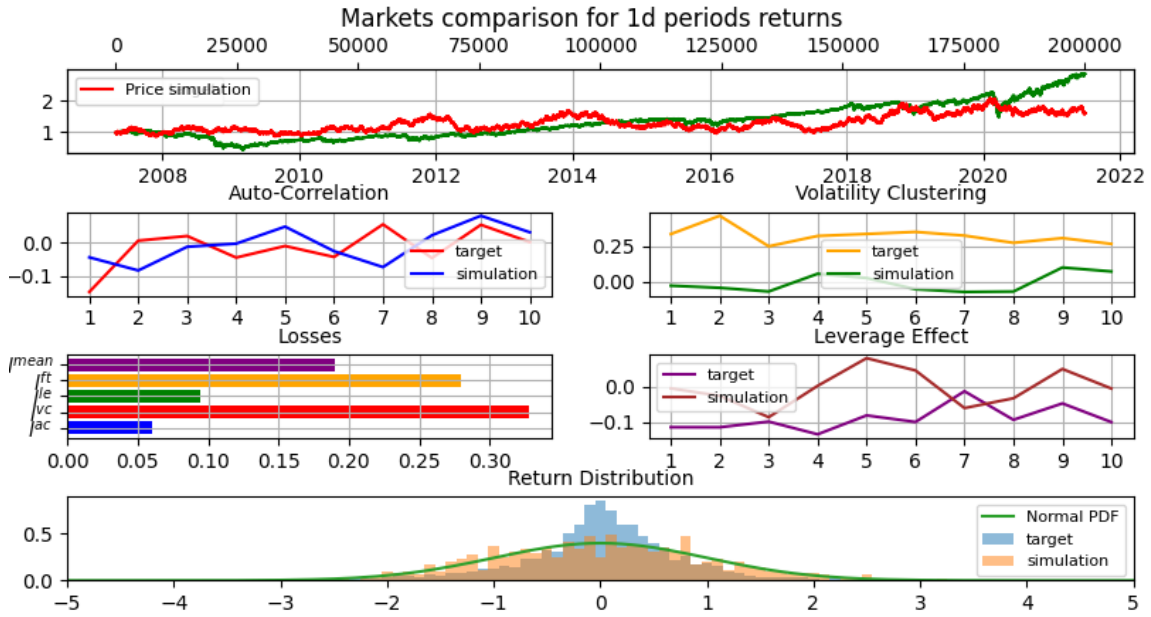 Markets comparison for 1d periods returns
0 25000 50000 75000 100000 125000 150000 175000 200000
Price simulation
2
1
2008 2010 2012 2014 2016 2018 2020 2022
Auto-Correlation
0.0
−0.1
target
simulation
1 2 3 4 5 6 7 8 9 10
Volatility Clustering
0.25
0.00
target
simulation
1 2 3 4 5 6 7 8 9 10
Losses
l^mean
l^ft
l^le
l^vc
l^ac
0.00 0.05 0.10 0.15 0.20 0.25 0.30
Leverage Effect
0.0
−0.1
target
simulation
1 2 3 4 5 6 7 8 9 10
Return Distribution
0.5
0.0
Normal PDF
target
simulation
−5 −4 −3 −2 −1 0 1 2 3 4 5